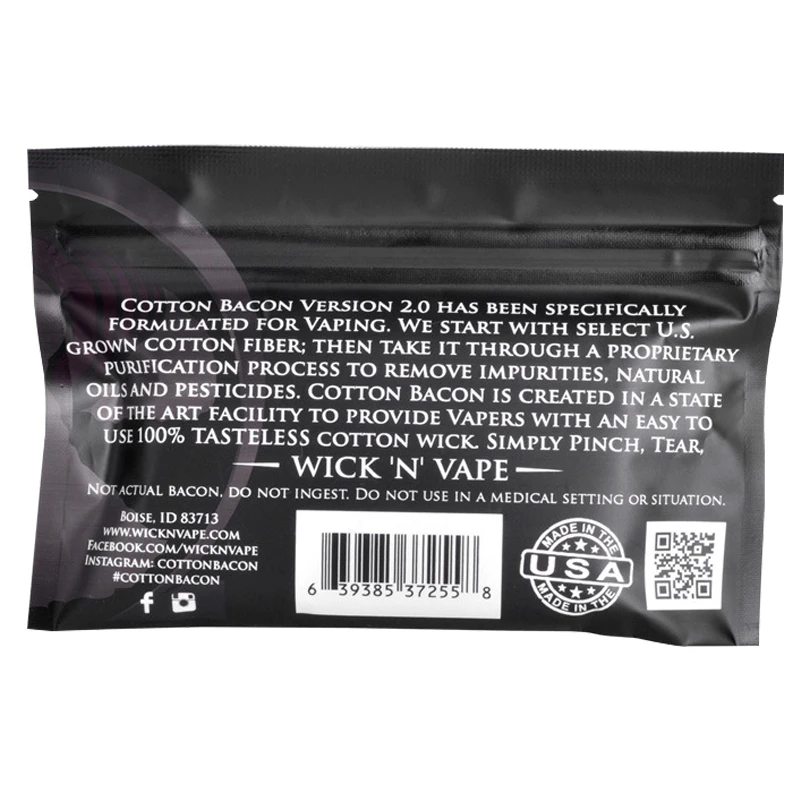 Cotton Bacon Version 2.0 has been specifically
formulated for Vaping. We start with select U.S.
grown cotton fiber; then take it through a proprietary
purification process to remove impurities, natural
oils and pesticides. Cotton Bacon is created in a state
of the art facility to provide Vapers with an easy to
use 100% TASTELESS cotton wick. Simply Pinch, Tear,
WICK 'N' VAPE
Not actual bacon, do not ingest. Do not use in a medical setting or situation.
Boise, ID 83713
www.wicknvape.com
Facebook.com/wicknvape
Instagram: cottonbacon
#cottonbacon
6 39385 37255 8
MADE IN THE
USA
MADE IN THE